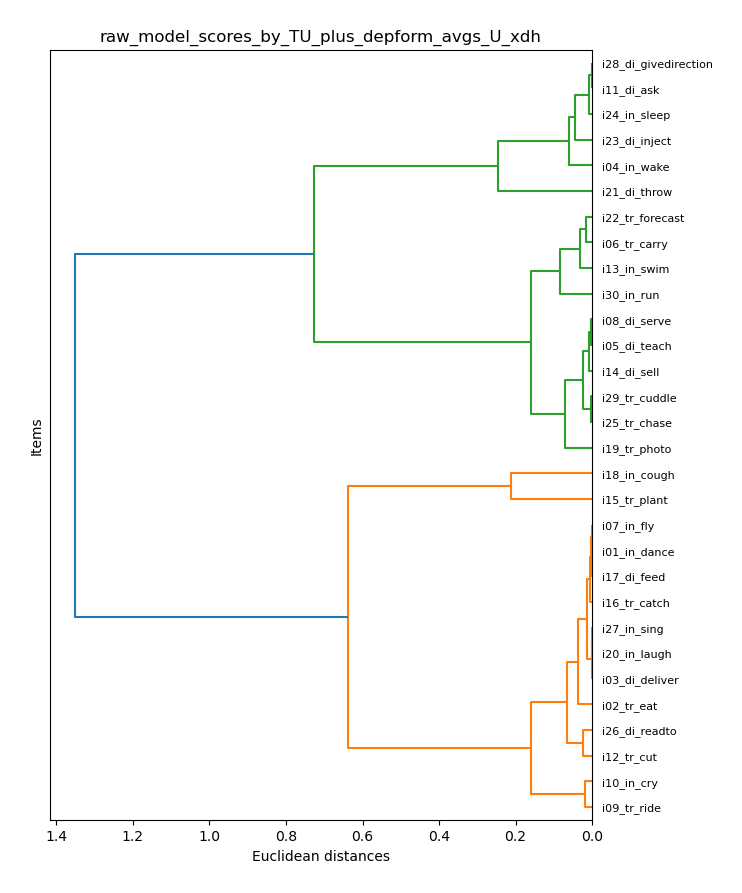 raw_model_scores_by_TU_plus_depform_avgs_U_xdh
i28_di_givedirection
i11_di_ask
i24_in_sleep
i23_di_inject
i04_in_wake
i21_di_throw
i22_tr_forecast
i06_tr_carry
i13_in_swim
i30_in_run
i08_di_serve
i05_di_teach
i14_di_sell
i29_tr_cuddle
i25_tr_chase
i19_tr_photo
i18_in_cough
i15_tr_plant
i07_in_fly
i01_in_dance
i17_di_feed
i16_tr_catch
i27_in_sing
i20_in_laugh
i03_di_deliver
i02_tr_eat
i26_di_readto
i12_tr_cut
i10_in_cry
i09_tr_ride
Items
1.4 1.2 1.0 0.8 0.6 0.4 0.2 0.0
Euclidean distances